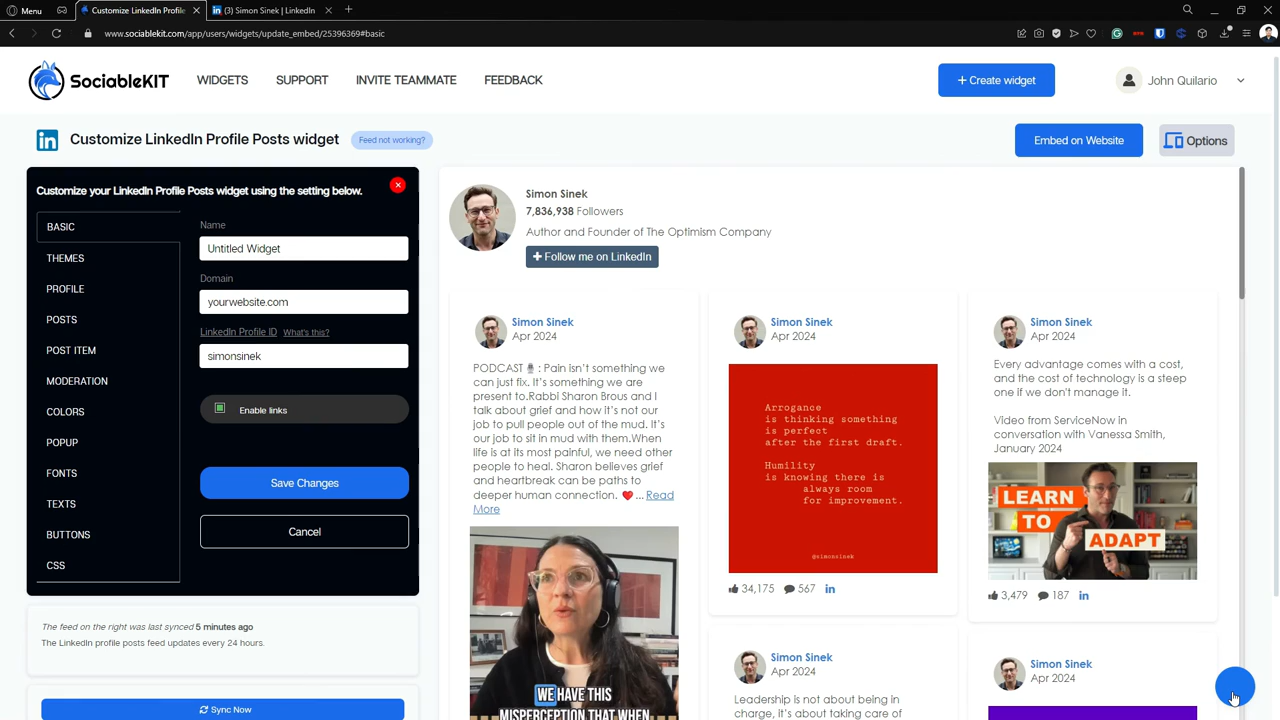 Menu
Customize LinkedIn Profile
(3) Simon Sinek | LinkedIn
www.sociablekit.com/app/users/widgets/update_embed/25396369#basic
SociableKIT
WIDGETS
SUPPORT
INVITE TEAMMATE
FEEDBACK
+ Create widget
John Quilario
Customize LinkedIn Profile Posts widget
Feed not working?
Embed on Website
Options
Customize your LinkedIn Profile Posts widget using the setting below.
BASIC
THEMES
PROFILE
POSTS
POST ITEM
MODERATION
COLORS
POPUP
FONTS
TEXTS
BUTTONS
CSS
Name
Untitled Widget
Domain
yourwebsite.com
LinkedIn Profile ID What's this?
simonsinek
Enable links
Save Changes
Cancel
The feed on the right was last synced 5 minutes ago
The LinkedIn profile posts feed updates every 24 hours.
Sync Now
Simon Sinek
7,836,938 Followers
Author and Founder of The Optimism Company
+ Follow me on LinkedIn
Simon Sinek
Apr 2024
PODCAST 🎙️: Pain isn't something we
can just fix. It's something we are
present to.Rabbi Sharon Brous and I
talk about grief and how it's not our
job to pull people out of the mud. It's
our job to sit in mud with them.When
life is at its most painful, we need other
people to heal. Sharon believes grief
and heartbreak can be paths to
deeper human connection. ❤️ ... Read
More
WE HAVE THIS
MISPERCEPTION THAT WHEN
Simon Sinek
Apr 2024
Arrogance
is thinking something
is perfect
after the first draft.
Humility
is knowing there is
always room
for improvement.
@simonsinek
34,175 567
Simon Sinek
Apr 2024
Leadership is not about being in
charge, it's about taking care of
Simon Sinek
Apr 2024
Every advantage comes with a cost,
and the cost of technology is a steep
one if we don't manage it.
Video from ServiceNow in
conversation with Vanessa Smith,
January 2024
LEARN
TO
ADAPT
3,479 187
Simon Sinek
Apr 2024